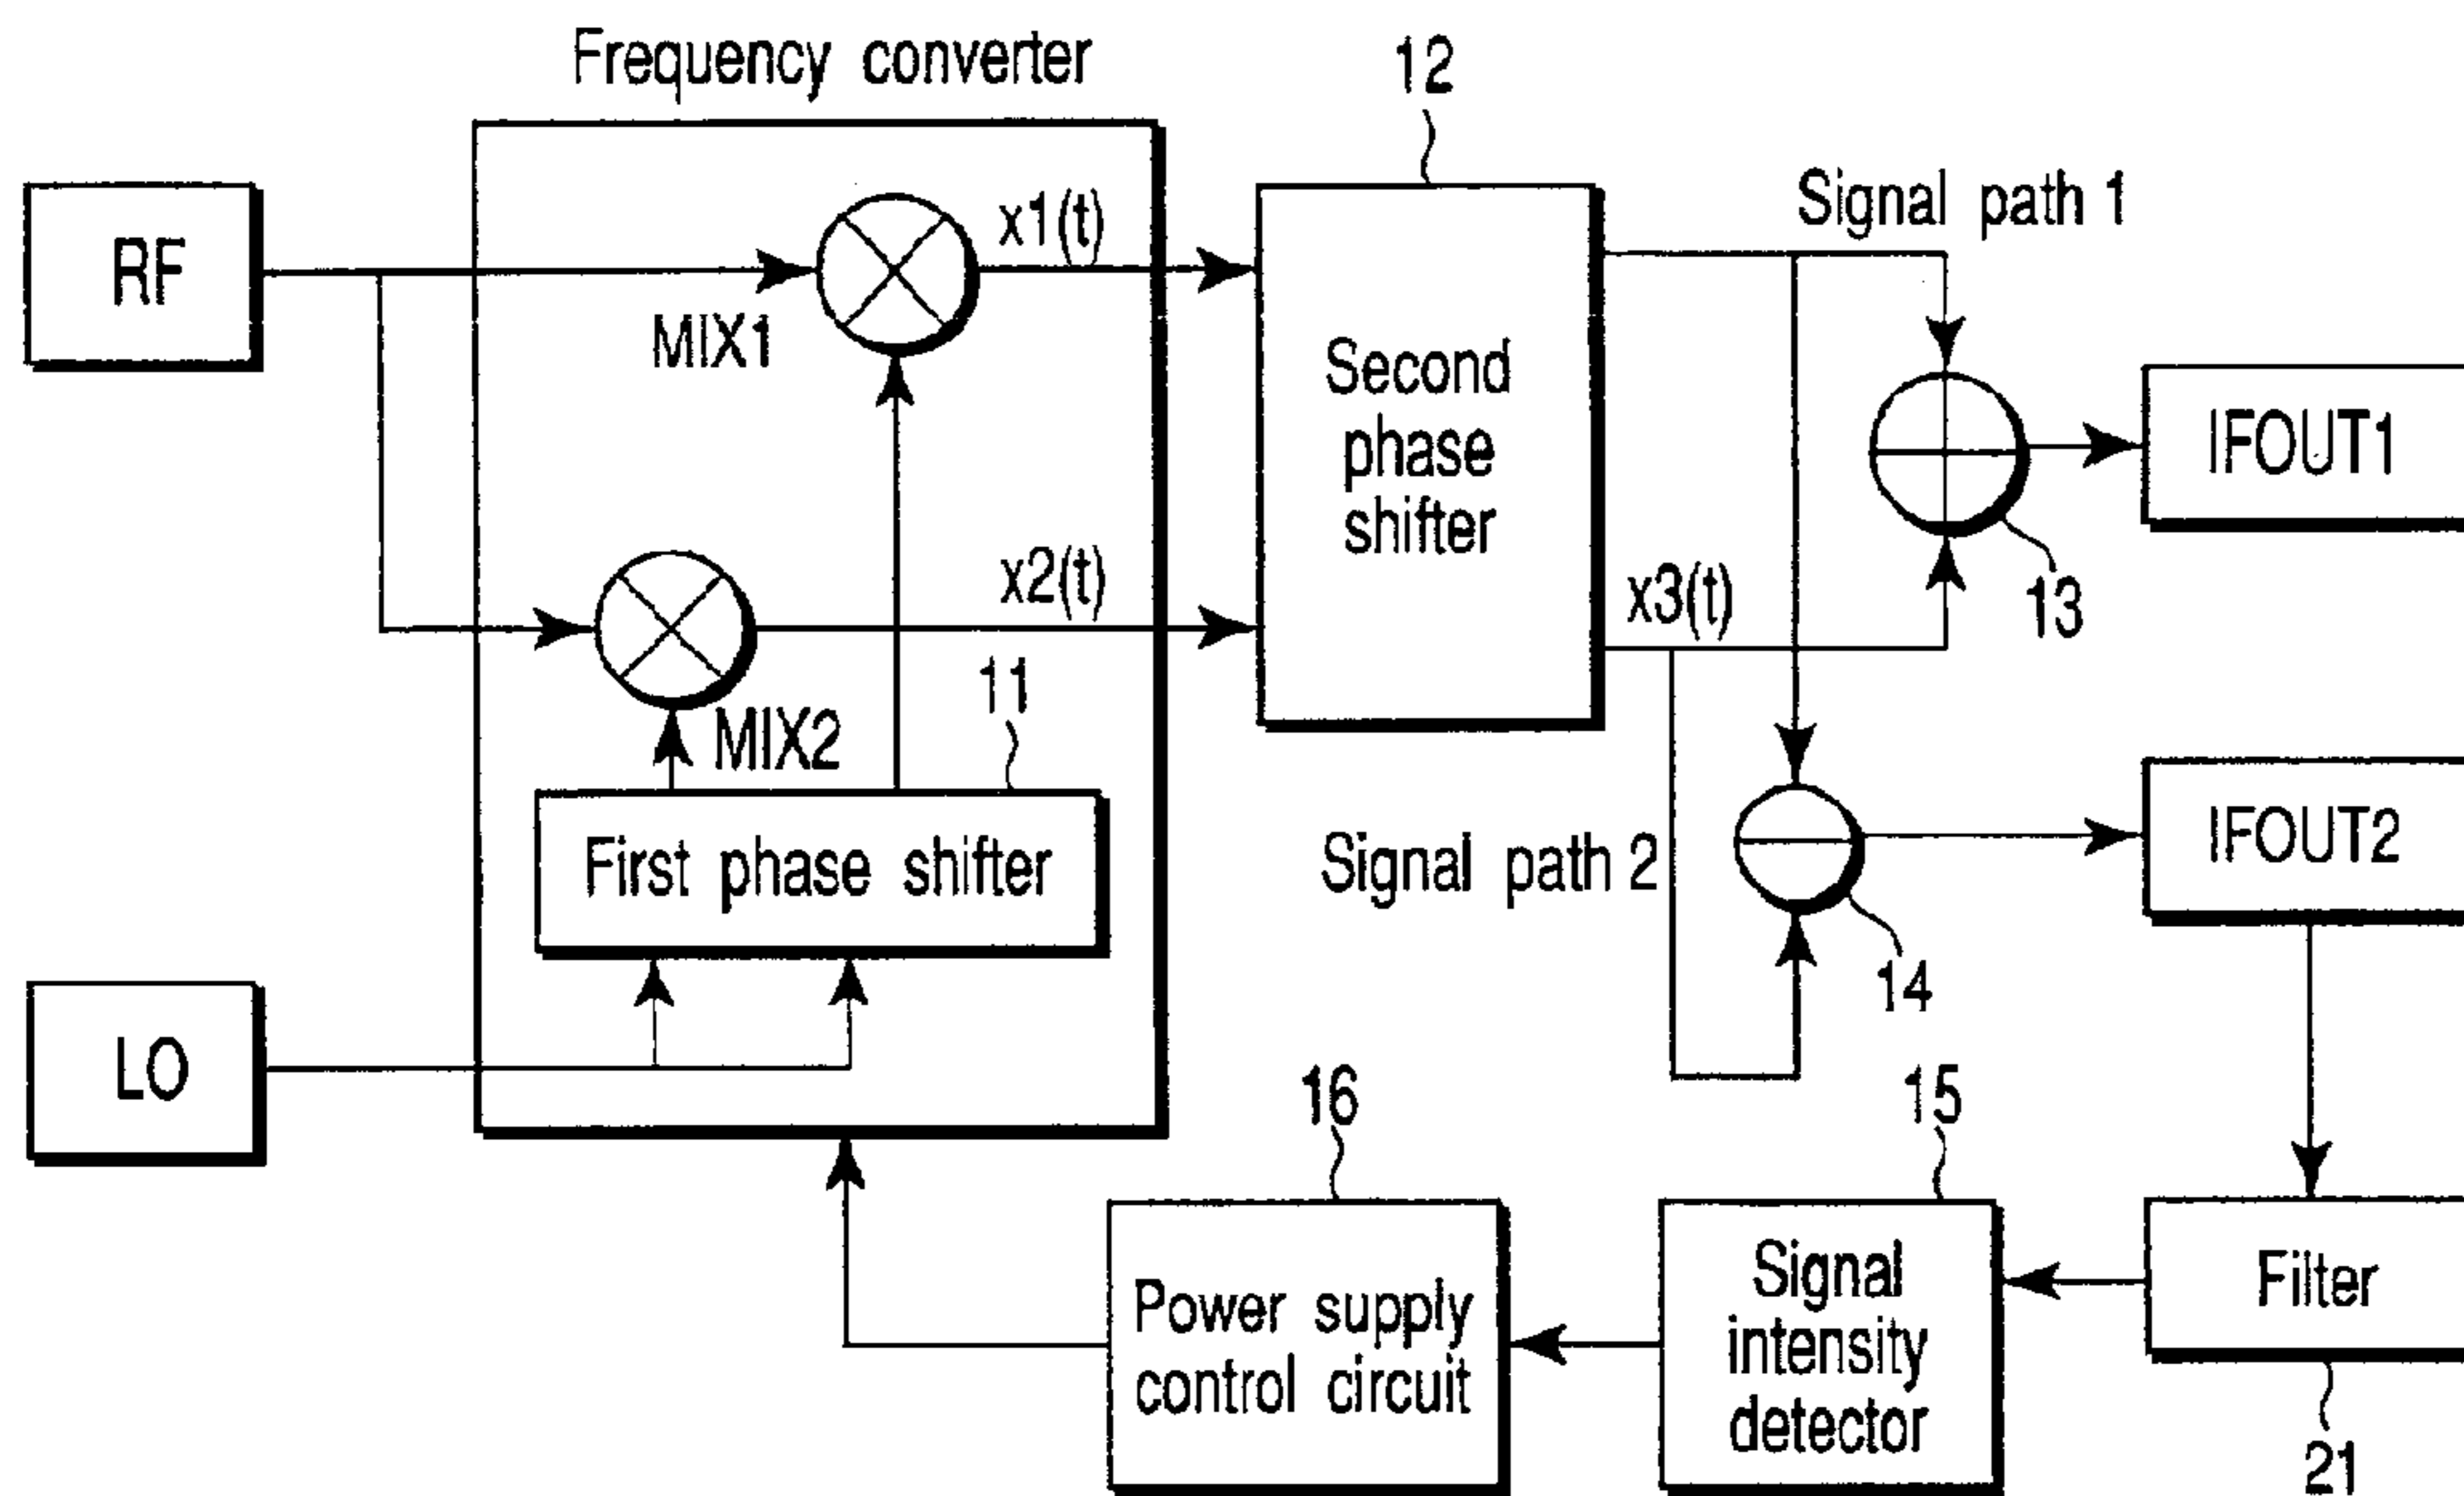 Frequency converter
12
RF
x1(t)
Signal path 1
MIX1
Second
phase
shifter
IFOUT1
x2(t)
x3(t)
13
11
MIX2
First phase shifter
Signal path 2
IFOUT2
14
LO
16
15
Power supply
control circuit
Signal
intensity
detector
Filter
21